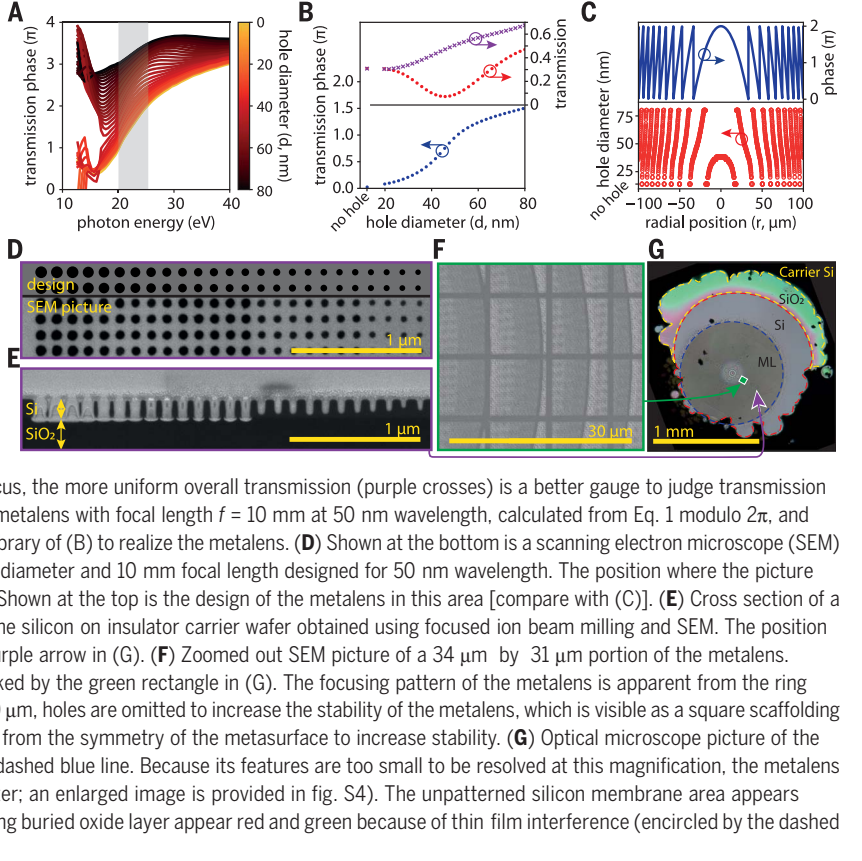 A
B
C
transmission phase (π)
4
3
2
1
0
10
20
30
40
photon energy (eV)
0
20
40
60
80
hole diameter (d, nm)
transmission phase (π)
2.0
1.5
1.0
0.5
0.0
0.6
0.3
0
transmission
no hole
20
40
60
80
hole diameter (d, nm)
2
1
0
phase (π)
hole diameter (nm)
75
50
25
no hole
−100
−50
0
50
100
radial position (r, μm)
D
design
SEM picture
1 μm
E
Si
SiO₂
1 μm
F
30 μm
G
Carrier Si
SiO₂
Si
ML
1 mm
cus, the more uniform overall transmission (purple crosses) is a better gauge to judge transmission
metalens with focal length f = 10 mm at 50 nm wavelength, calculated from Eq. 1 modulo 2π, and
brary of (B) to realize the metalens. (D) Shown at the bottom is a scanning electron microscope (SEM)
diameter and 10 mm focal length designed for 50 nm wavelength. The position where the picture
Shown at the top is the design of the metalens in this area [compare with (C)]. (E) Cross section of a
ne silicon on insulator carrier wafer obtained using focused ion beam milling and SEM. The position
urple arrow in (G). (F) Zoomed out SEM picture of a 34 μm by 31 μm portion of the metalens.
ked by the green rectangle in (G). The focusing pattern of the metalens is apparent from the ring
μm, holes are omitted to increase the stability of the metalens, which is visible as a square scaffolding
from the symmetry of the metasurface to increase stability. (G) Optical microscope picture of the
dashed blue line. Because its features are too small to be resolved at this magnification, the metalens
ter; an enlarged image is provided in fig. S4). The unpatterned silicon membrane area appears
ng buried oxide layer appear red and green because of thin film interference (encircled by the dashed